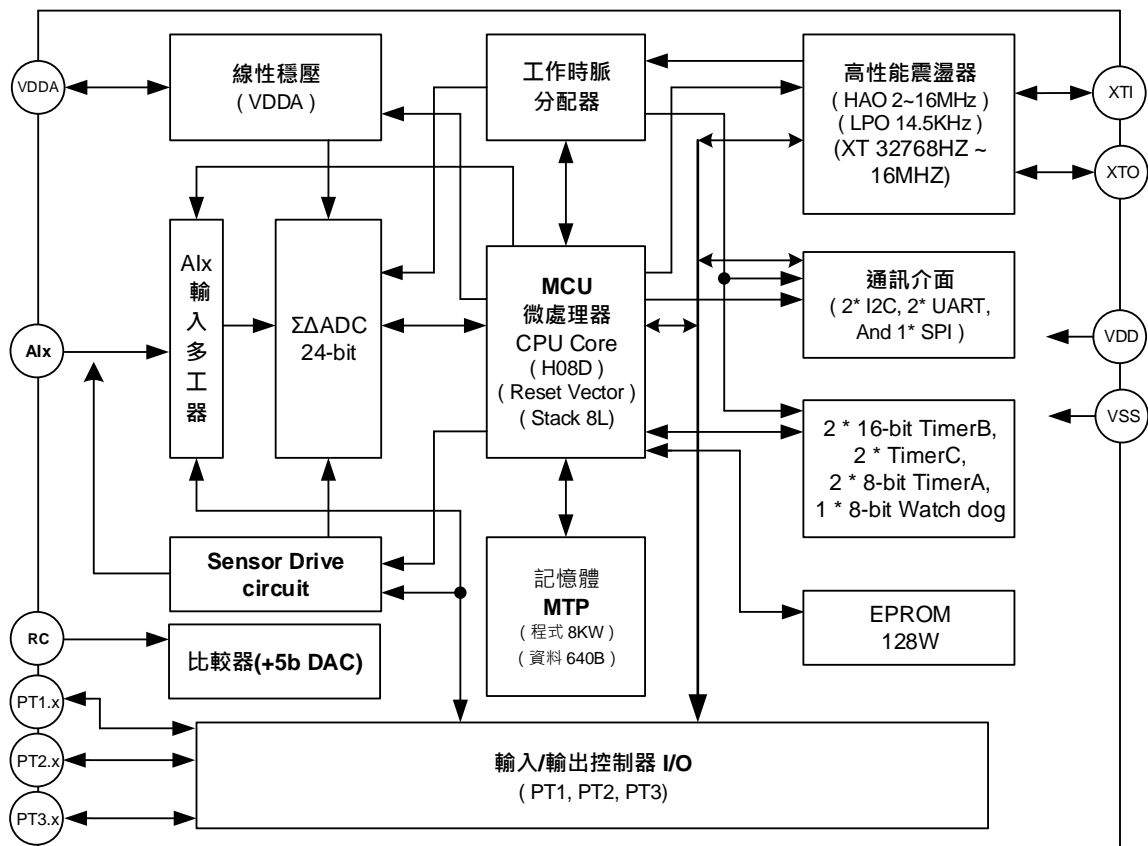 VDDA
線性穩壓
( VDDA )
工作時脈
分配器
高性能震盪器
( HAO 2~16MHz )
( LPO 14.5KHz )
(XT 32768HZ ~
16MHZ)
XTI
XTO
AIx
AIx
輸
入
多
工
器
ΣΔADC
24-bit
MCU
微處理器
CPU Core
( H08D )
( Reset Vector )
( Stack 8L)
通訊介面
( 2* I2C, 2* UART,
And 1* SPI )
VDD
VSS
2 * 16-bit TimerB,
2 * TimerC,
2 * 8-bit TimerA,
1 * 8-bit Watch dog
Sensor Drive
circuit
記憶體
MTP
( 程式 8KW )
( 資料 640B )
EPROM
128W
RC
比較器(+5b DAC)
PT1.x
PT2.x
PT3.x
輸入/輸出控制器 I/O
( PT1, PT2, PT3)